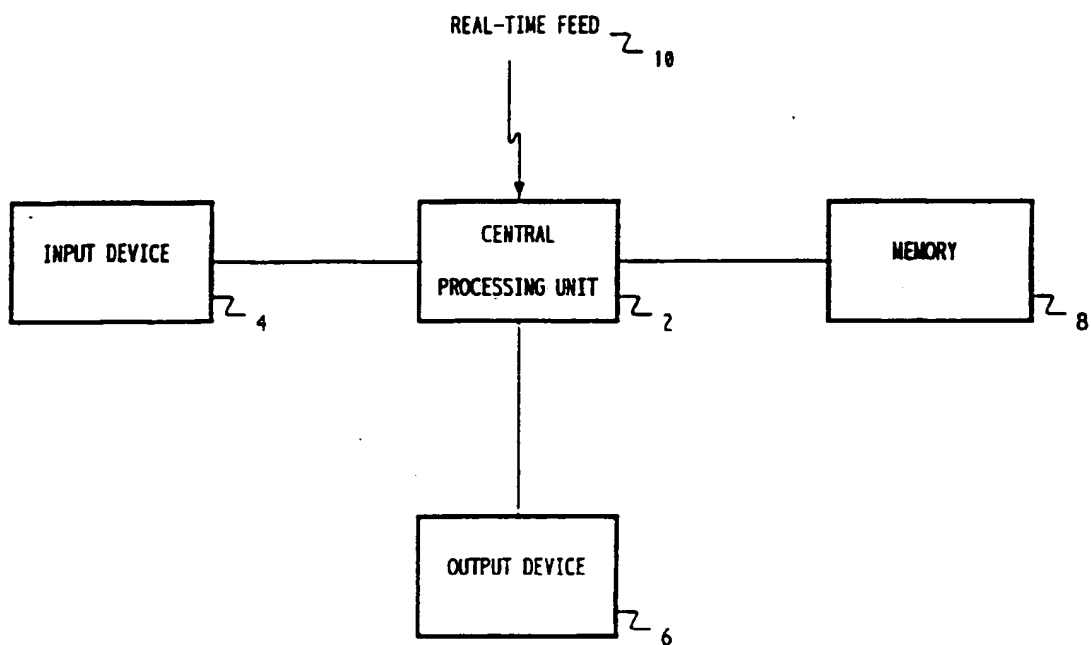 REAL-TIME FEED
10
INPUT DEVICE
4
CENTRAL
PROCESSING UNIT
2
MEMORY
8
OUTPUT DEVICE
6